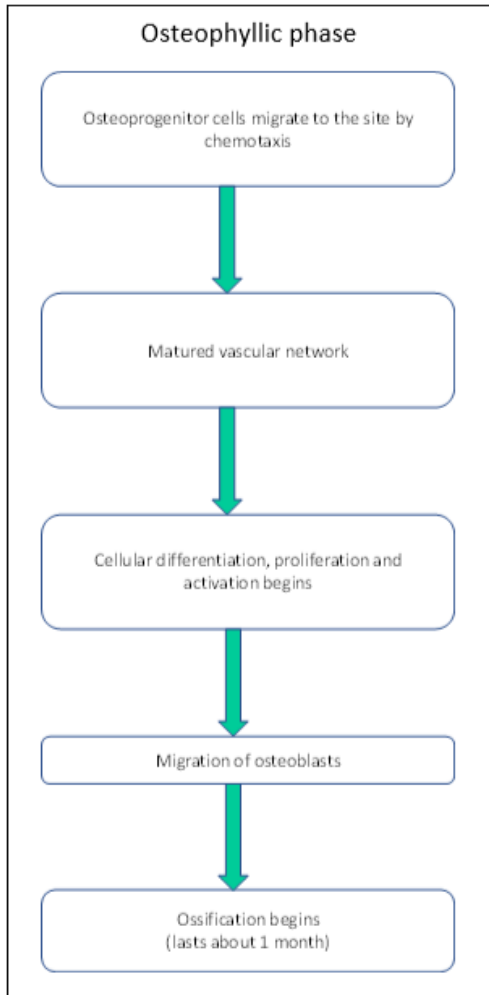 Osteophyllic phase
Osteoprogenitor cells migrate to the site by
chemotaxis
Matured vascular network
Cellular differentiation, proliferation and
activation begins
Migration of osteoblasts
Ossification begins
(lasts about 1 month)